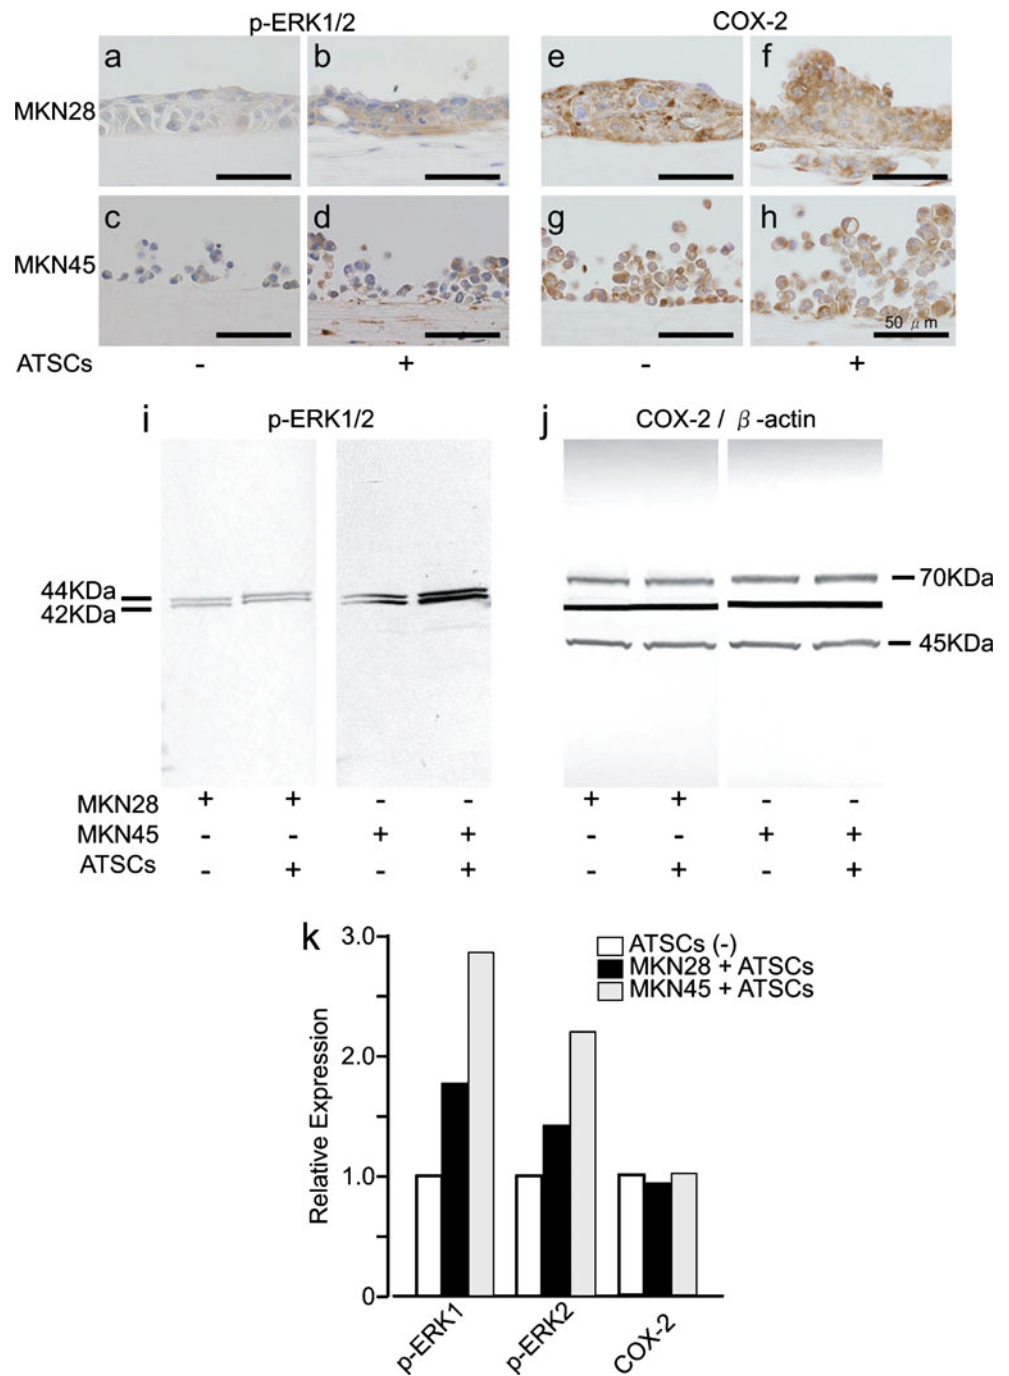 p-ERK1/2 COX-2
a b e f
MKN28
c d g h
MKN45
50 μm
ATSCs - + - +
i p-ERK1/2 j COX-2 / β-actin
44KDa
42KDa
70KDa
45KDa
MKN28 + + - - + + - -
MKN45 - - + + - - + +
ATSCs - + - + - + - +
k
3.0
2.0
1.0
0
Relative Expression
ATSCs (-)
MKN28 + ATSCs
MKN45 + ATSCs
p-ERK1 p-ERK2 COX-2